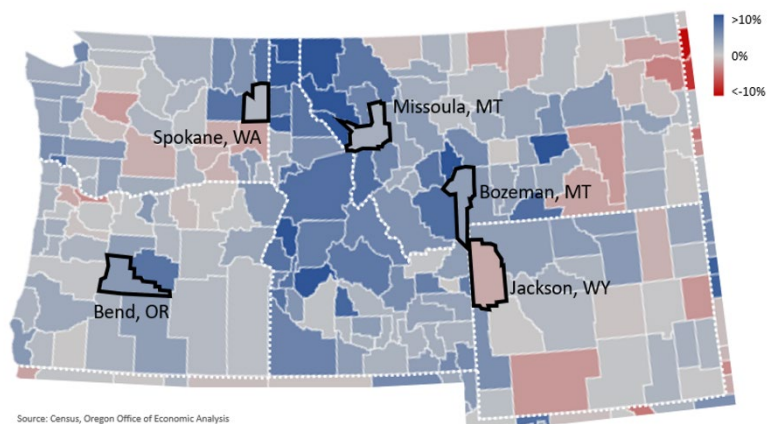 >10%
0%
<-10%
Missoula, MT
Spokane, WA
Bozeman, MT
Jackson, WY
Bend, OR
Source: Census, Oregon Office of Economic Analysis